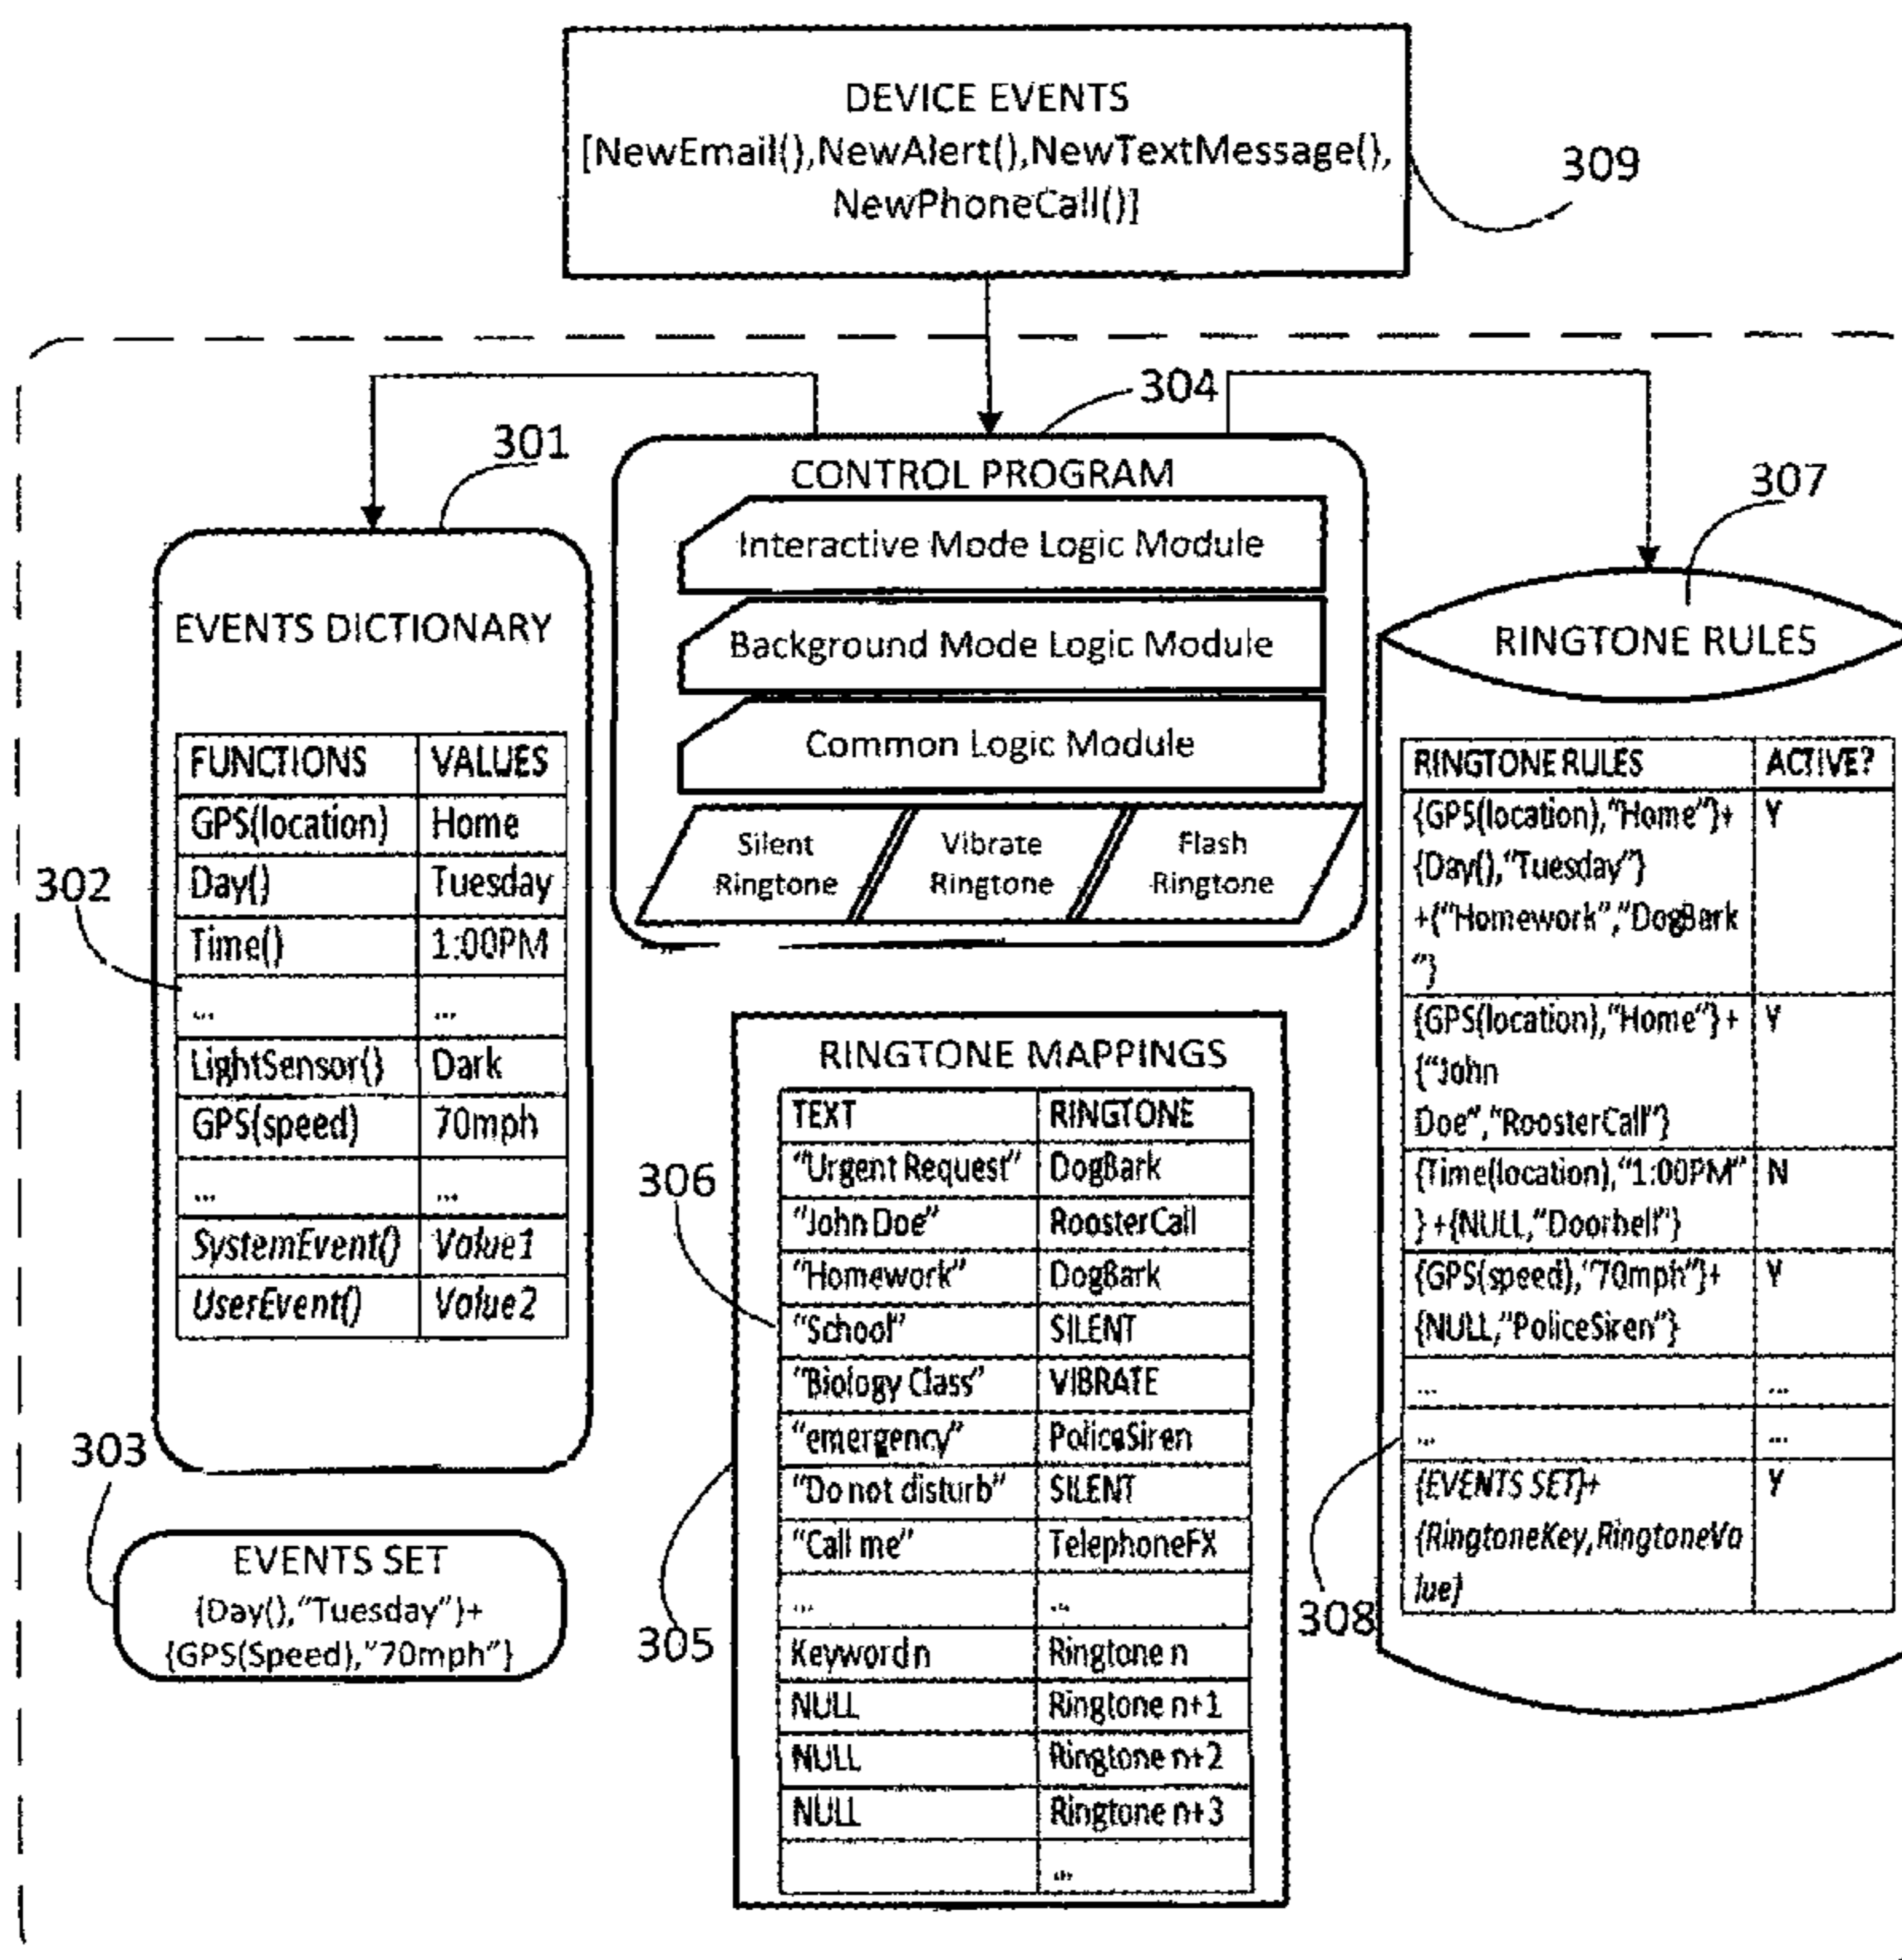 DEVICE EVENTS
[NewEmail(),NewAlert(),NewTextMessage(),
NewPhoneCall()]
309
304
301
CONTROL PROGRAM
Interactive Mode Logic Module
Background Mode Logic Module
Common Logic Module
Silent
Ringtone
Vibrate
Ringtone
Flash
Ringtone
EVENTS DICTIONARY
FUNCTIONS VALUES
GPS(location) Home
Day() Tuesday
302
Time() 1:00PM
... ...
LightSensor() Dark
GPS(speed) 70mph
... ...
SystemEvent() Value1
UserEvent() Value2
303
EVENTS SET
{Day(),"Tuesday"}+
{GPS(Speed),"70mph"}
RINGTONE MAPPINGS
TEXT RINGTONE
"Urgent Request" DogBark
306
"John Doe" RoosterCall
"Homework" DogBark
"School" SILENT
"Biology Class" VIBRATE
"emergency" PoliceSiren
"Do not disturb" SILENT
"Call me" TelephoneFX
... ...
305
Keyword n Ringtone n
NULL Ringtone n+1
NULL Ringtone n+2
NULL Ringtone n+3
...
307
RINGTONE RULES
RINGTONE RULES ACTIVE?
{GPS(location),"Home"}+ Y
{Day(),"Tuesday"}
+{"Homework","DogBark
"}
{GPS(location),"Home"}+ Y
{"John
Doe","RoosterCall"}
{Time(location),"1:00PM" N
}+{NULL,"Doorbell"}
{GPS(speed),"70mph"}+ Y
{NULL,"PoliceSiren"}
... ...
... ...
{EVENTS SET}+ Y
{RingtoneKey,RingtoneVa
lue}
308